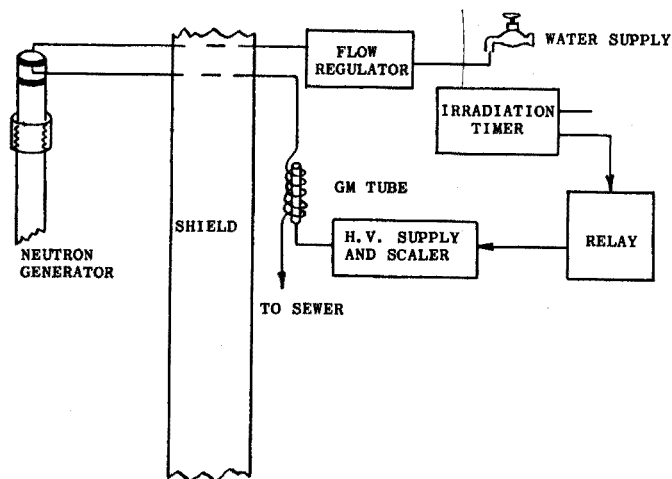 FLOW
REGULATOR
WATER SUPPLY
IRRADIATION
TIMER
GM TUBE
SHIELD
H.V. SUPPLY
AND SCALER
RELAY
NEUTRON
GENERATOR
TO SEWER